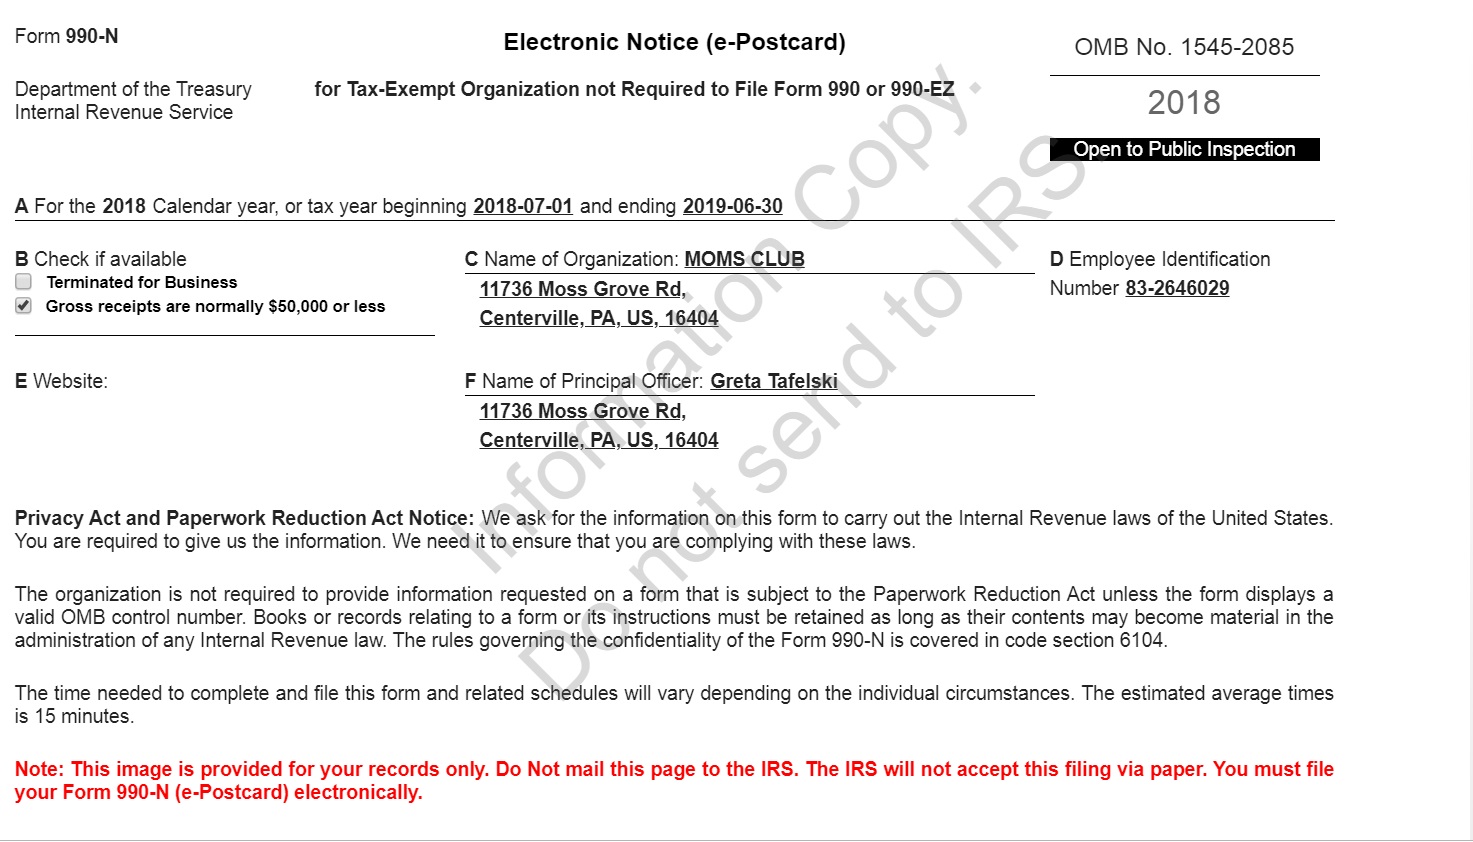 Form 990-N
Electronic Notice (e-Postcard)
OMB No. 1545-2085
Department of the Treasury
Internal Revenue Service
for Tax-Exempt Organization not Required to File Form 990 or 990-EZ
2018
Open to Public Inspection
A For the 2018 Calendar year, or tax year beginning 2018-07-01 and ending 2019-06-30
B Check if available
Terminated for Business
Gross receipts are normally $50,000 or less
C Name of Organization: MOMS CLUB
11736 Moss Grove Rd,
Centerville, PA, US, 16404
D Employee Identification
Number 83-2646029
E Website:
F Name of Principal Officer: Greta Tafelski
11736 Moss Grove Rd,
Centerville, PA, US, 16404
Privacy Act and Paperwork Reduction Act Notice: We ask for the information on this form to carry out the Internal Revenue laws of the United States.
You are required to give us the information. We need it to ensure that you are complying with these laws.
The organization is not required to provide information requested on a form that is subject to the Paperwork Reduction Act unless the form displays a
valid OMB control number. Books or records relating to a form or its instructions must be retained as long as their contents may become material in the
administration of any Internal Revenue law. The rules governing the confidentiality of the Form 990-N is covered in code section 6104.
The time needed to complete and file this form and related schedules will vary depending on the individual circumstances. The estimated average times
is 15 minutes.
Note: This image is provided for your records only. Do Not mail this page to the IRS. The IRS will not accept this filing via paper. You must file
your Form 990-N (e-Postcard) electronically.
Information Copy.
Do not send to IRS.